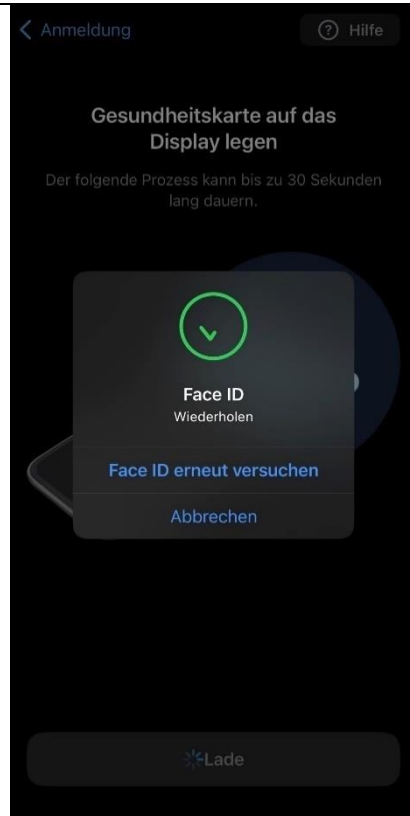 Anmeldung
? Hilfe
Gesundheitskarte auf das
Display legen
Der folgende Prozess kann bis zu 30 Sekunden
lang dauern.
Face ID
Wiederholen
Face ID erneut versuchen
Abbrechen
Lade